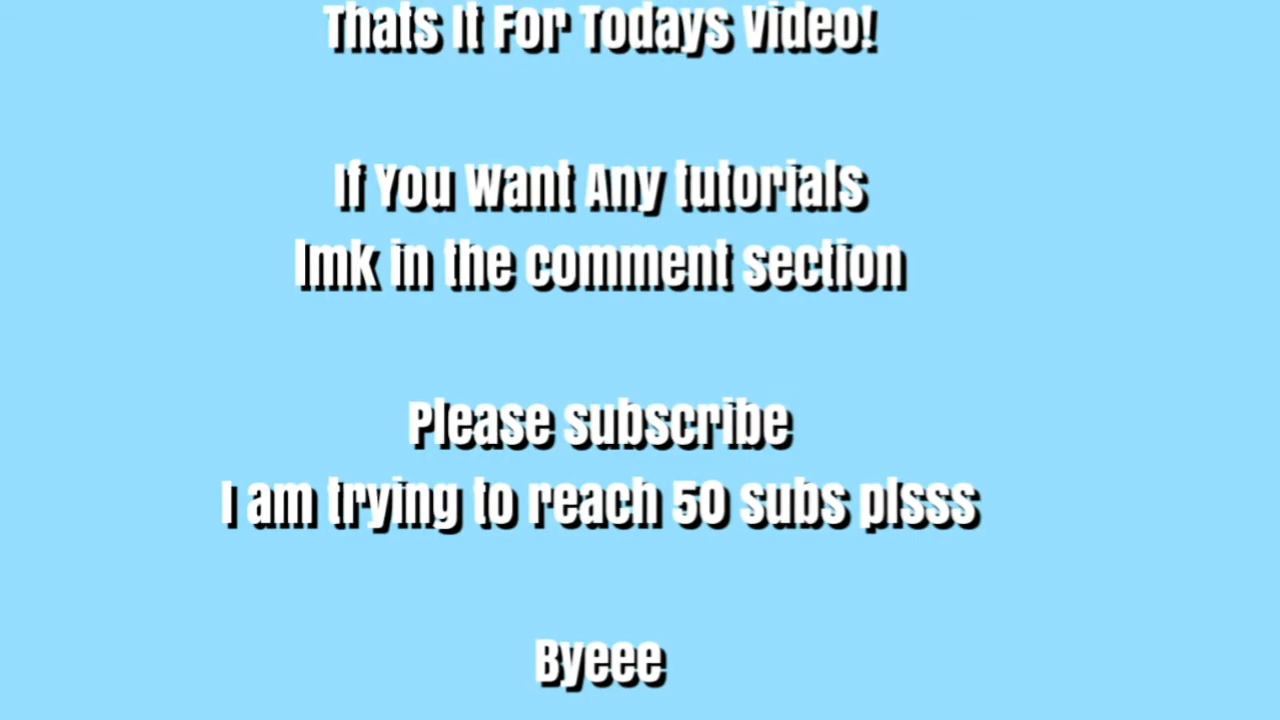 Thats It For Todays Video!
If You Want Any tutorials
lmk in the comment section
Please subscribe
I am trying to reach 50 subs plsss
Byeee